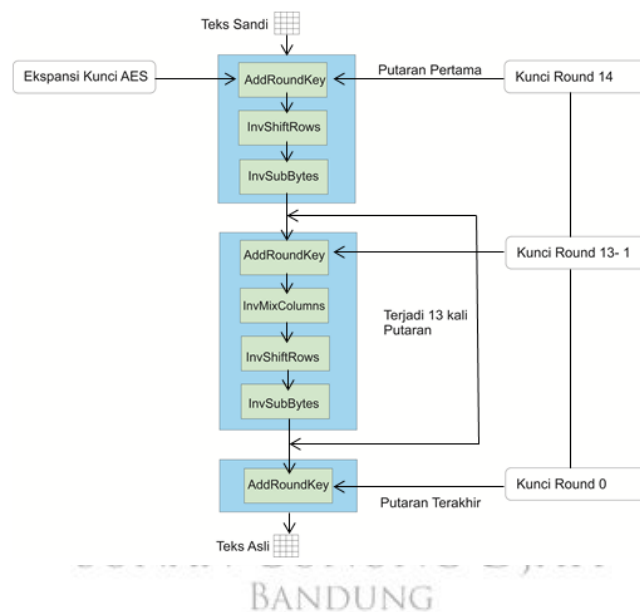 Teks Sandi
Ekspansi Kunci AES
AddRoundKey
Putaran Pertama
Kunci Round 14
InvShiftRows
InvSubBytes
AddRoundKey
Kunci Round 13- 1
InvMixColumns
Terjadi 13 kali
Putaran
InvShiftRows
InvSubBytes
AddRoundKey
Kunci Round 0
Putaran Terakhir
Teks Asli
BANDUNG